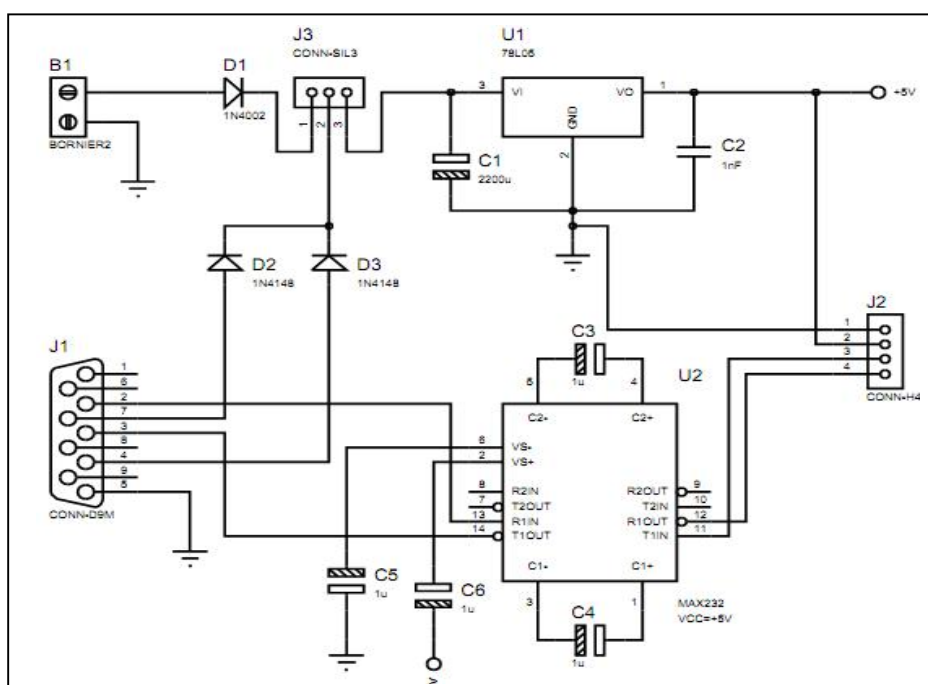 J3
CONN-SIL3
U1
78L05
B1
D1
1N4002
BORNIER2
1
2
3
3
VI
VO
1
GND
2
+5V
C1
2200u
C2
1nF
D2
1N4148
D3
1N4148
J1
1
6
2
7
3
8
4
9
5
CONN-D9M
J2
1
2
3
4
CONN-H4
C3
1u
5
4
U2
C2-
C2+
6
VS-
2
VS+
8
R2IN
R2OUT
9
7
T2OUT
T2IN
10
13
R1IN
R1OUT
12
14
T1OUT
T1IN
11
C1-
C1+
3
1
C5
1u
C6
1u
C4
1u
MAX232
VCC=+5V